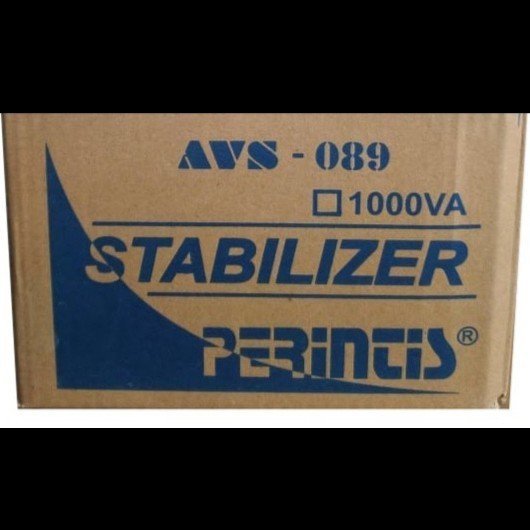 AVS - 089
☐1000VA
STABILIZER
PERINTIS®